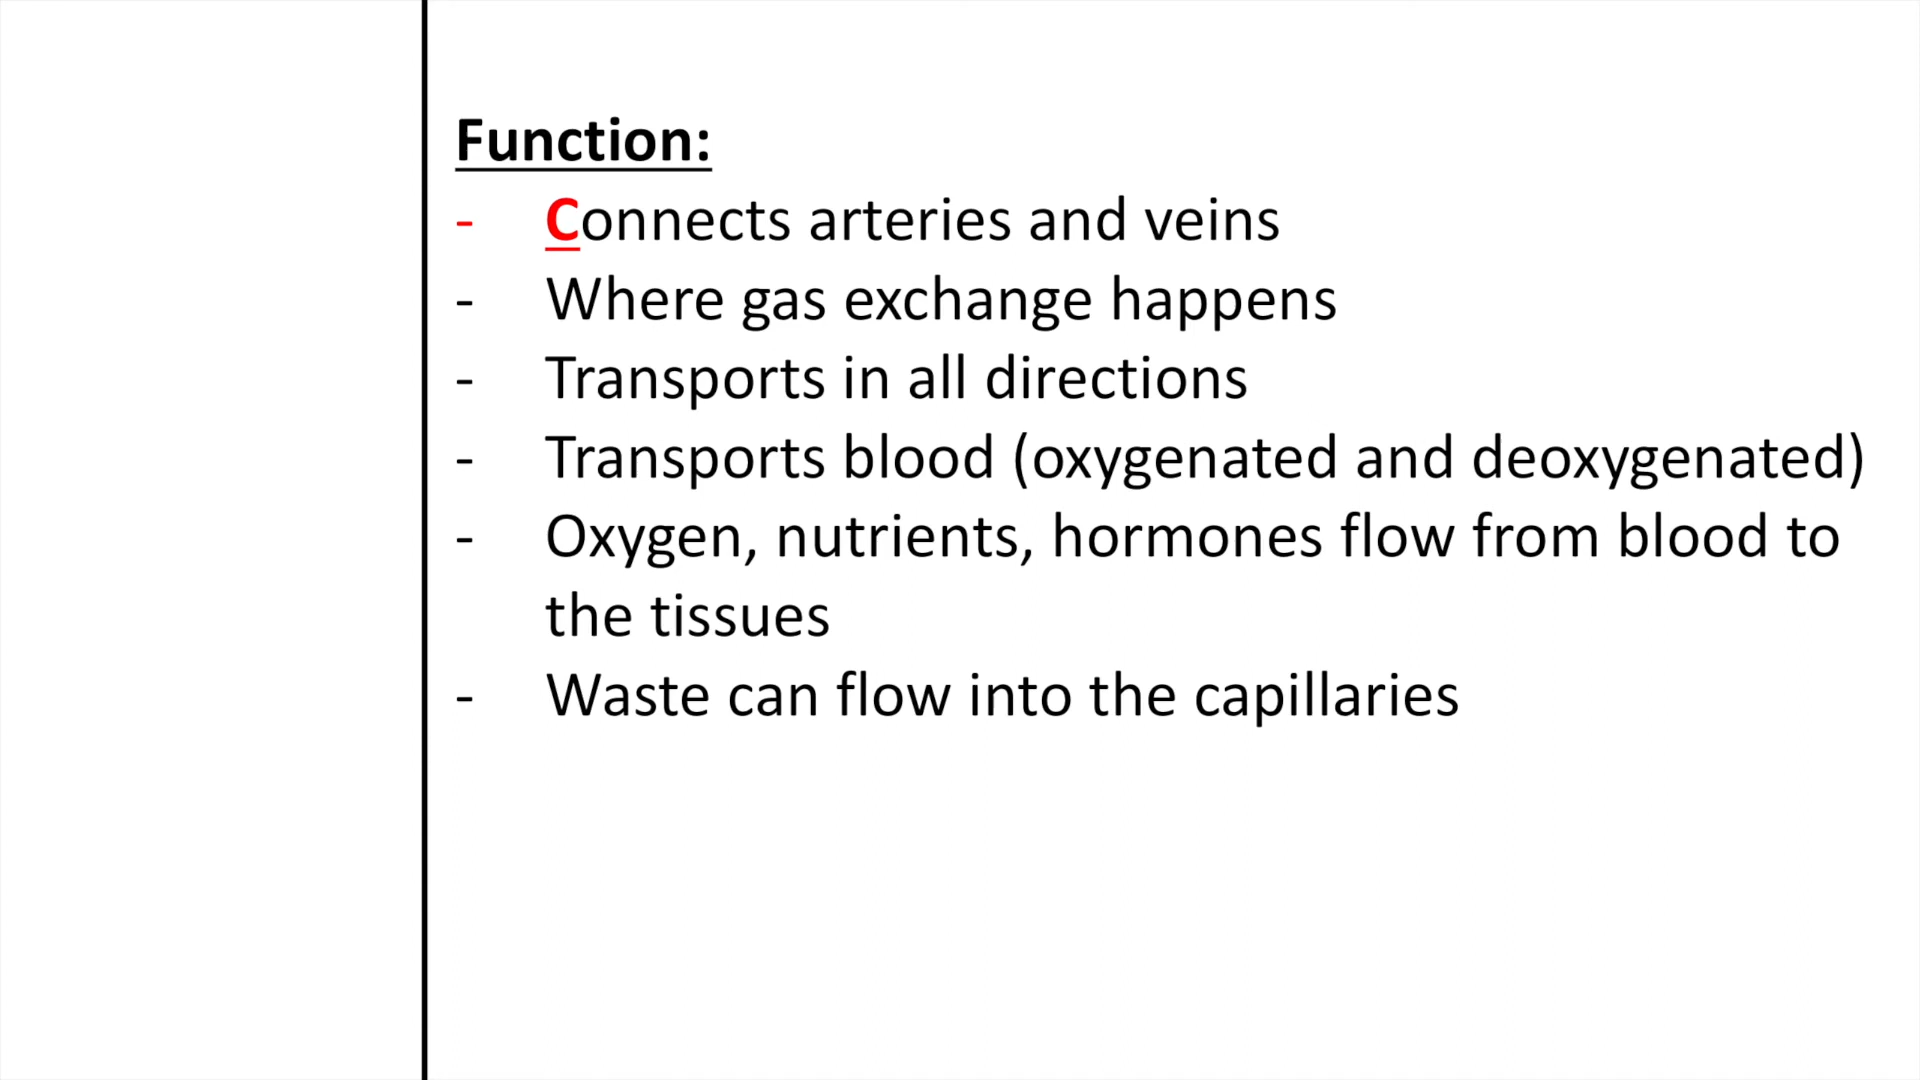 Function:
- Connects arteries and veins
- Where gas exchange happens
- Transports in all directions
- Transports blood (oxygenated and deoxygenated)
- Oxygen, nutrients, hormones flow from blood to
the tissues
- Waste can flow into the capillaries